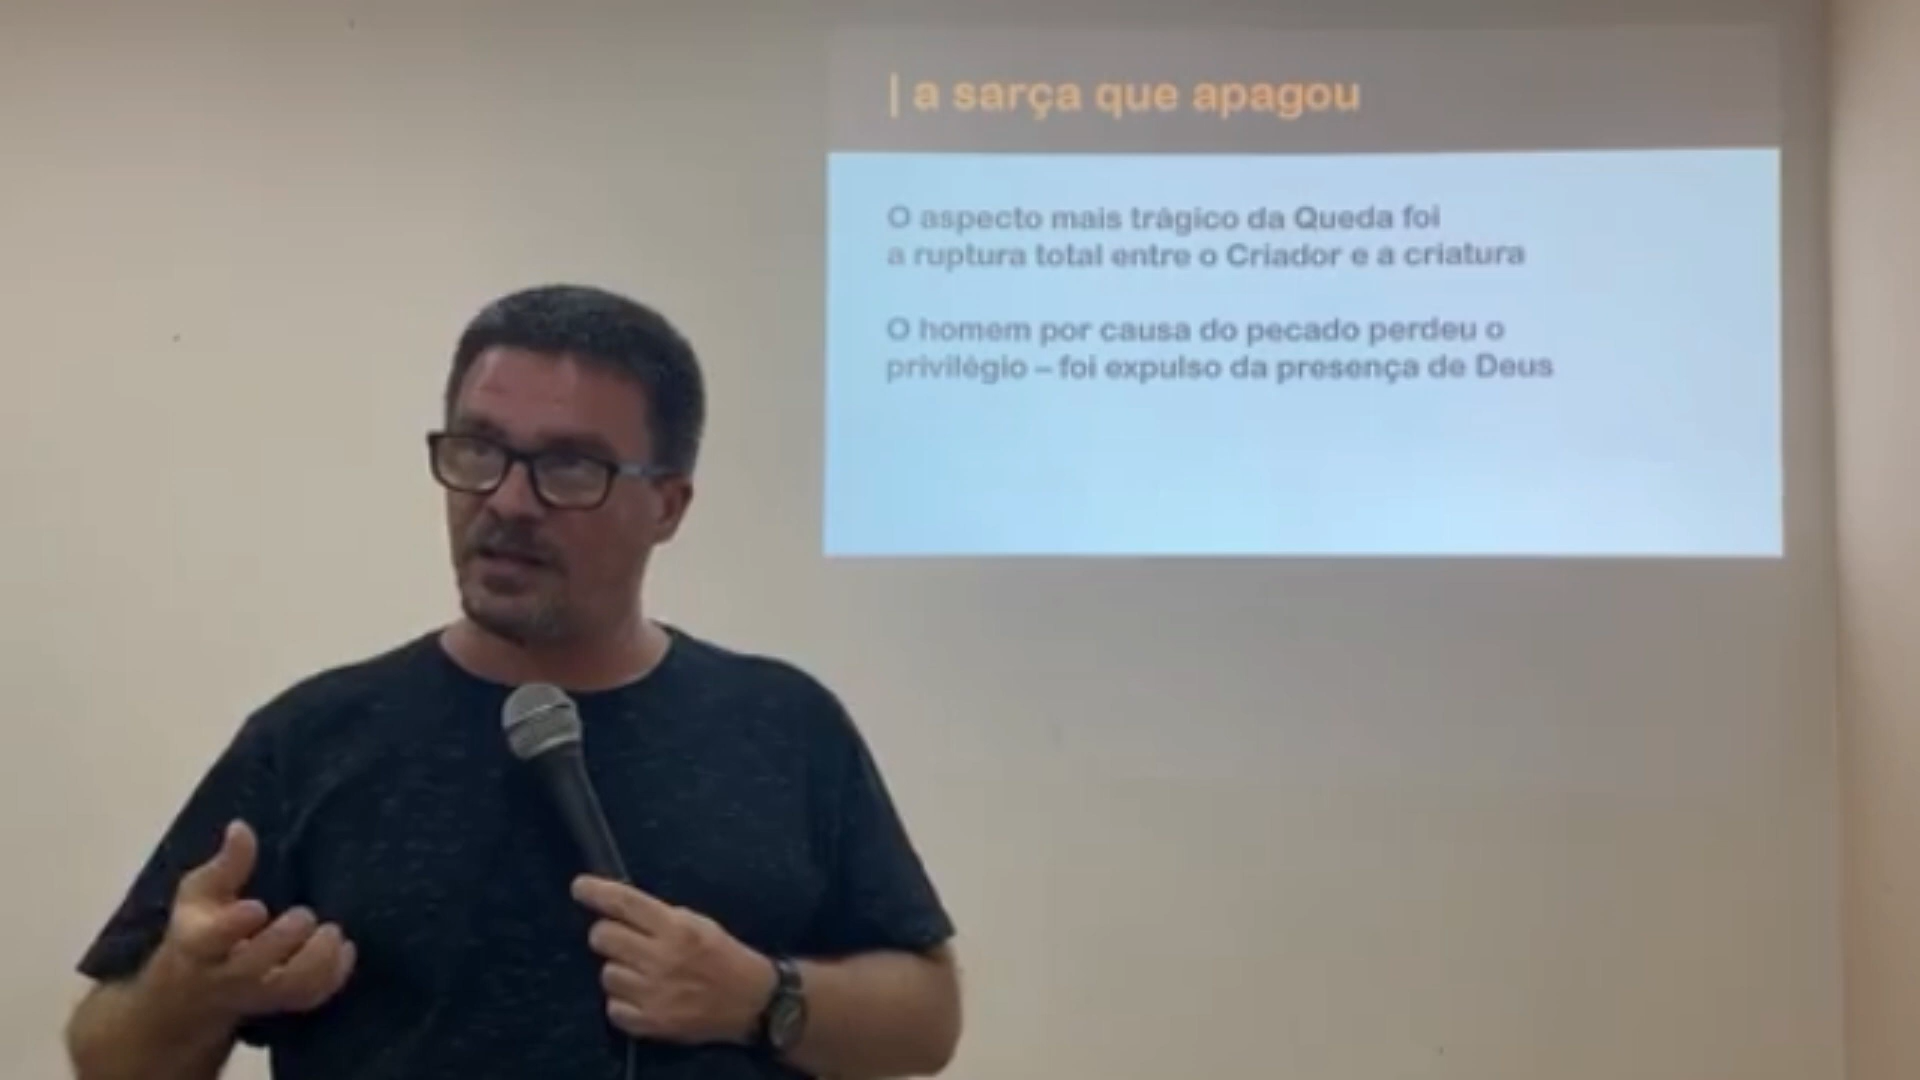 | a sarça que apagou
O aspecto mais trágico da Queda foi
a ruptura total entre o Criador e a criatura
O homem por causa do pecado perdeu o
privilégio – foi expulso da presença de Deus